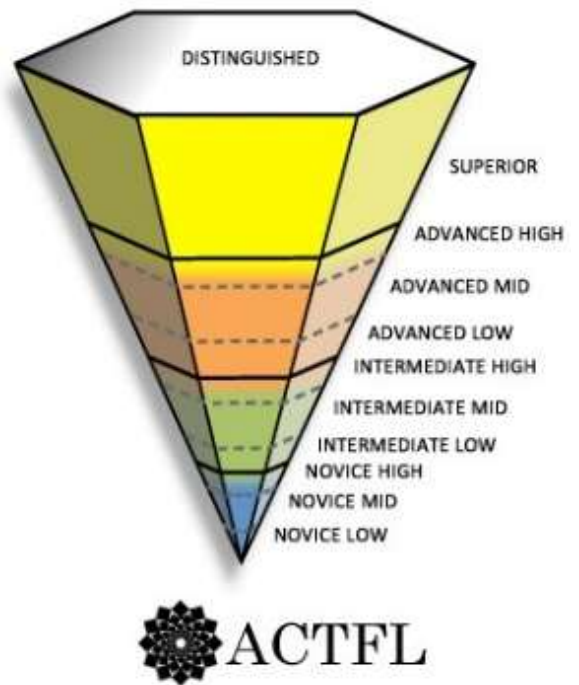 DISTINGUISHED
SUPERIOR
ADVANCED HIGH
ADVANCED MID
ADVANCED LOW
INTERMEDIATE HIGH
INTERMEDIATE MID
INTERMEDIATE LOW
NOVICE HIGH
NOVICE MID
NOVICE LOW
ACTFL